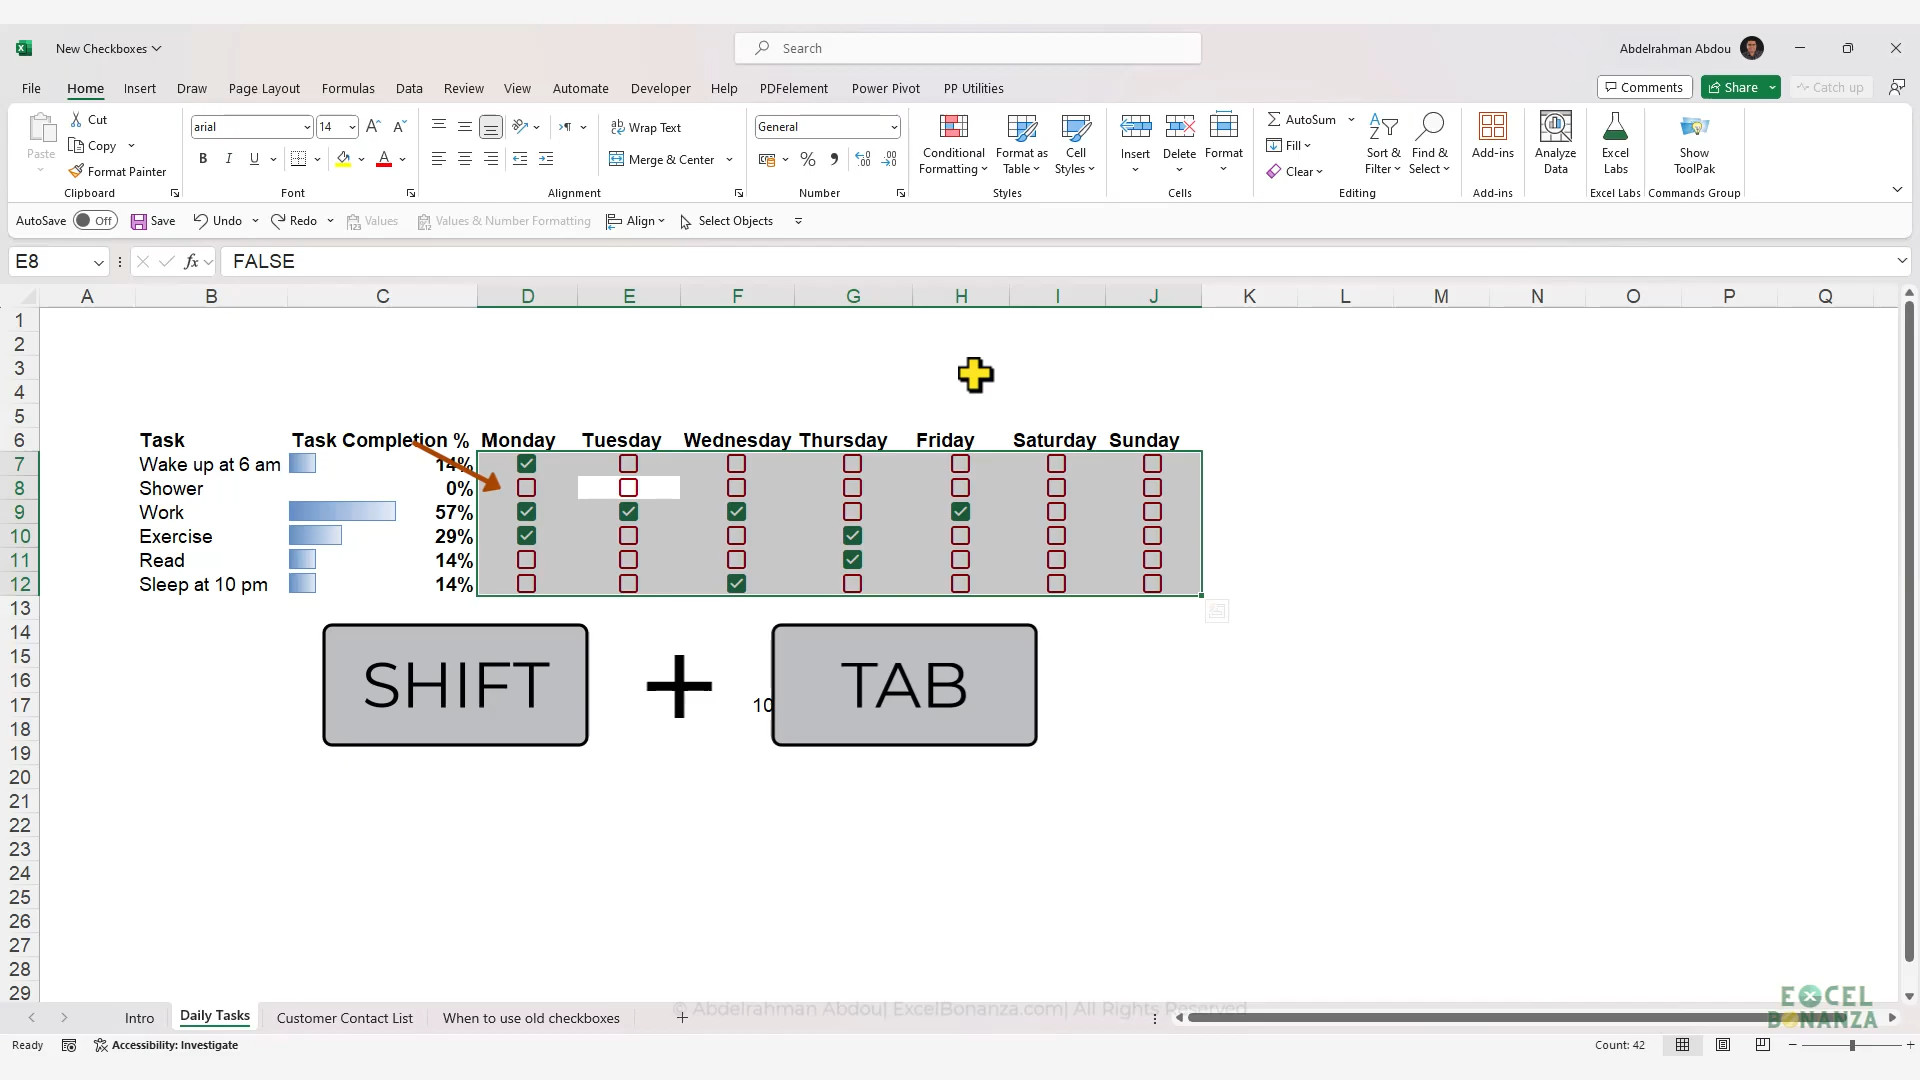 New Checkboxes
Search
Abdelrahman Abdou
File Home Insert Draw Page Layout Formulas Data Review View Automate Developer Help PDFelement Power Pivot PP Utilities
Comments Share Catch up
Paste
Cut
Copy
Format Painter
Clipboard
arial 14
B I U
Font
Wrap Text
Merge & Center
Alignment
General
Number
Conditional Formatting
Format as Table
Cell Styles
Styles
Insert Delete Format
Cells
AutoSum
Fill
Clear
Sort & Filter
Find & Select
Editing
Add-ins
Add-ins
Analyze Data
Excel Labs
Excel Labs
Show ToolPak
Commands Group
AutoSave Off Save Undo Redo Values Values & Number Formatting Align Select Objects
E8 fx FALSE
A B C D E F G H I J K L M N O P Q
1
2
3
4
5
6 Task Task Completion % Monday Tuesday Wednesday Thursday Friday Saturday Sunday
7 Wake up at 6 am 14%
8 Shower 0%
9 Work 57%
10 Exercise 29%
11 Read 14%
12 Sleep at 10 pm 14%
13
14
15
16
17 10
18
19
20
21
22
23
24
25
26
27
28
29
SHIFT + TAB
© Abdelrahman Abdou| ExcelBonanza.com| All Rights Reserved
EXCEL
BONANZA
Intro Daily Tasks Customer Contact List When to use old checkboxes
Ready Accessibility: Investigate Count: 42